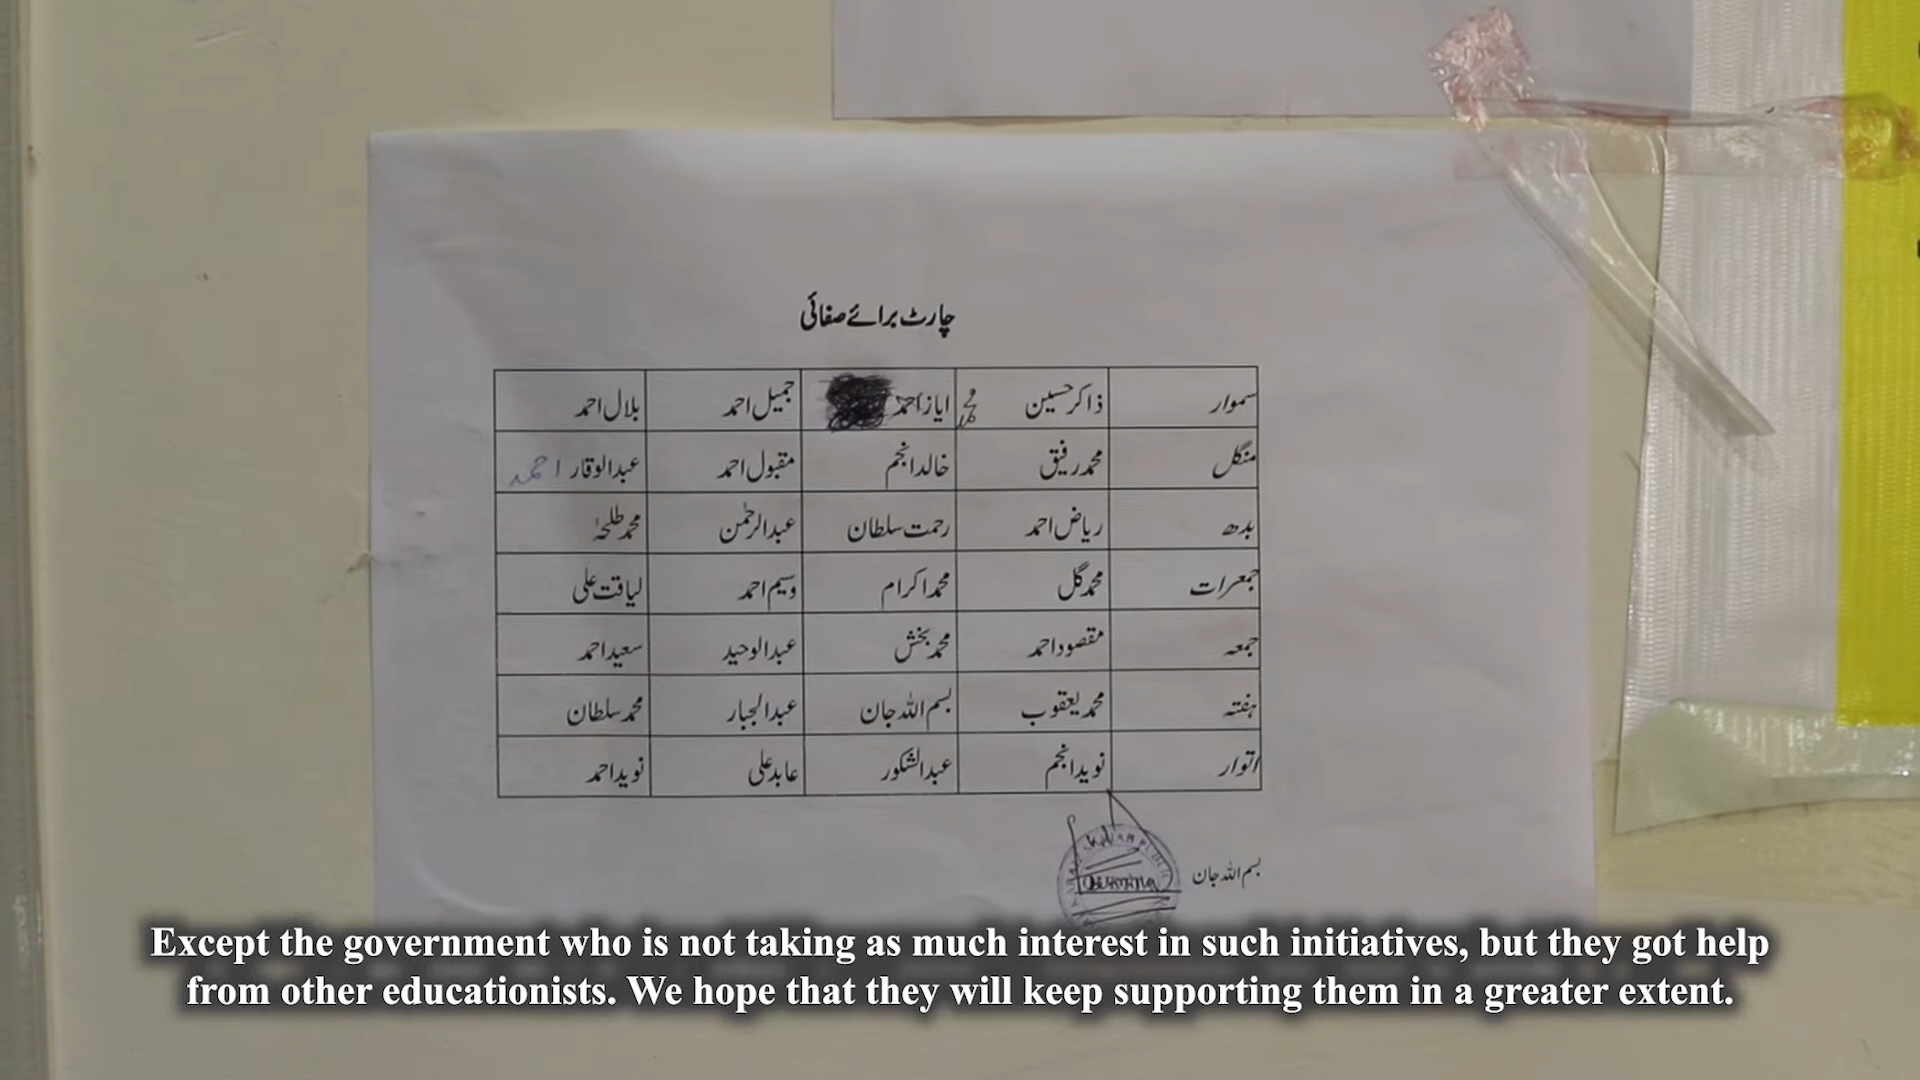 چارٹ برائے صفائی
سموار ذاکر حسین محمد ایاز احمد جمیل احمد بلال احمد
منگل محمد رفیق خالد انجم مقبول احمد عبدالوقار احمد
بدھ ریاض احمد رحمت سلطان عبدالرحمٰن محمد طلحہٰ
جمعرات محمد گل محمد اکرام وسیم احمد لیاقت علی
جمعہ مقصود احمد محمد بخش عبدالوحید سعید احمد
ہفتہ محمد یعقوب بسم اللہ جان عبدالجبار محمد سلطان
اتوار نوید انجم عبدالشکور عابد علی نوید احمد
بسم اللہ جان
Except the government who is not taking as much interest in such initiatives, but they got help
from other educationists. We hope that they will keep supporting them in a greater extent.